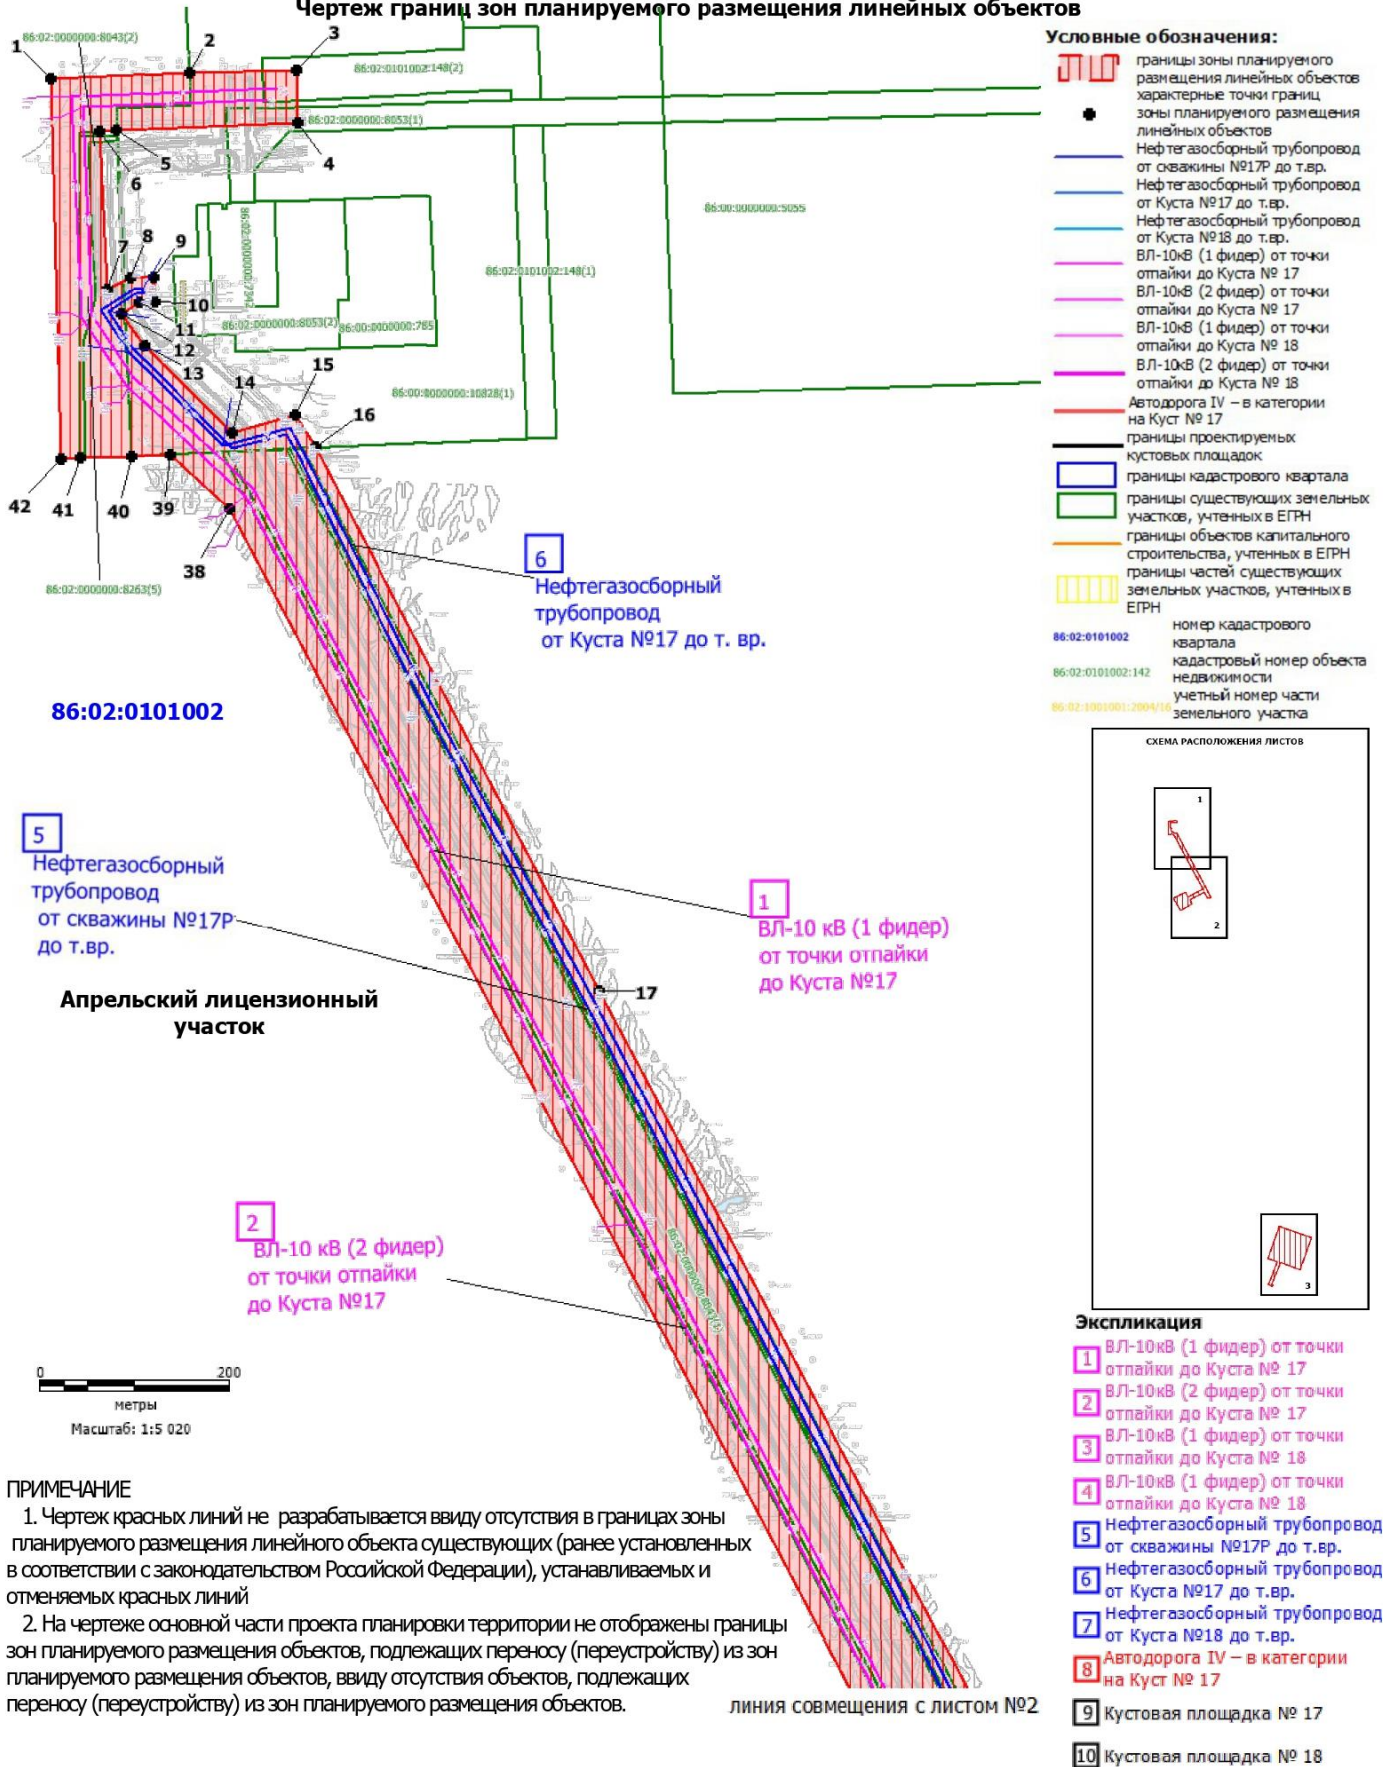 Чертеж границ зон планируемого размещения линейных объектов
86:02:0000000:8043(2)
1
2
3
86:02:0101002:148(2)
86:02:0000000:8053(1)
4
5
6
7
8
9
10
11
12
13
14
15
16
86:02:0000000:7342
86:02:0000000:8053(2)
86:00:0000000:765
86:02:0101002:148(1)
86:00:0000000:5055
86:00:0000000:10828(1)
42
41
40
39
38
86:02:0000000:8263(5)
6
Нефтегазосборный
трубопровод
от Куста №17 до т. вр.
86:02:0101002
5
Нефтегазосборный
трубопровод
от скважины №17Р
до т.вр.
1
ВЛ-10 кВ (1 фидер)
от точки отпайки
до Куста №17
Апрельский лицензионный
участок
17
2
ВЛ-10 кВ (2 фидер)
от точки отпайки
до Куста №17
86:02:0000000:8043(1)
0 200
метры
Масштаб: 1:5 020
ПРИМЕЧАНИЕ
1. Чертеж красных линий не разрабатывается ввиду отсутствия в границах зоны
планируемого размещения линейного объекта существующих (ранее установленных
в соответствии с законодательством Российской Федерации), устанавливаемых и
отменяемых красных линий
2. На чертеже основной части проекта планировки территории не отображены границы
зон планируемого размещения объектов, подлежащих переносу (переустройству) из зон
планируемого размещения объектов, ввиду отсутствия объектов, подлежащих
переносу (переустройству) из зон планируемого размещения объектов.
линия совмещения с листом №2
Условные обозначения:
границы зоны планируемого
размещения линейных объектов
характерные точки границ
зоны планируемого размещения
линейных объектов
Нефтегазосборный трубопровод
от скважины №17Р до т.вр.
Нефтегазосборный трубопровод
от Куста №17 до т.вр.
Нефтегазосборный трубопровод
от Куста №18 до т.вр.
ВЛ-10кВ (1 фидер) от точки
отпайки до Куста № 17
ВЛ-10кВ (2 фидер) от точки
отпайки до Куста № 17
ВЛ-10кВ (1 фидер) от точки
отпайки до Куста № 18
ВЛ-10кВ (2 фидер) от точки
отпайки до Куста № 18
Автодорога IV – в категории
на Куст № 17
границы проектируемых
кустовых площадок
границы кадастрового квартала
границы существующих земельных
участков, учтенных в ЕГРН
границы объектов капитального
строительства, учтенных в ЕГРН
границы частей существующих
земельных участков, учтенных в
ЕГРН
86:02:0101002 номер кадастрового
квартала
86:02:0101002:142 кадастровый номер объекта
недвижимости
86:02:1001001:2004/16 учетный номер части
земельного участка
СХЕМА РАСПОЛОЖЕНИЯ ЛИСТОВ
1
2
3
Экспликация
1 ВЛ-10кВ (1 фидер) от точки
отпайки до Куста № 17
2 ВЛ-10кВ (2 фидер) от точки
отпайки до Куста № 17
3 ВЛ-10кВ (1 фидер) от точки
отпайки до Куста № 18
4 ВЛ-10кВ (1 фидер) от точки
отпайки до Куста № 18
5 Нефтегазосборный трубопровод
от скважины №17Р до т.вр.
6 Нефтегазосборный трубопровод
от Куста №17 до т.вр.
7 Нефтегазосборный трубопровод
от Куста №18 до т.вр.
8 Автодорога IV – в категории
на Куст № 17
9 Кустовая площадка № 17
10 Кустовая площадка № 18